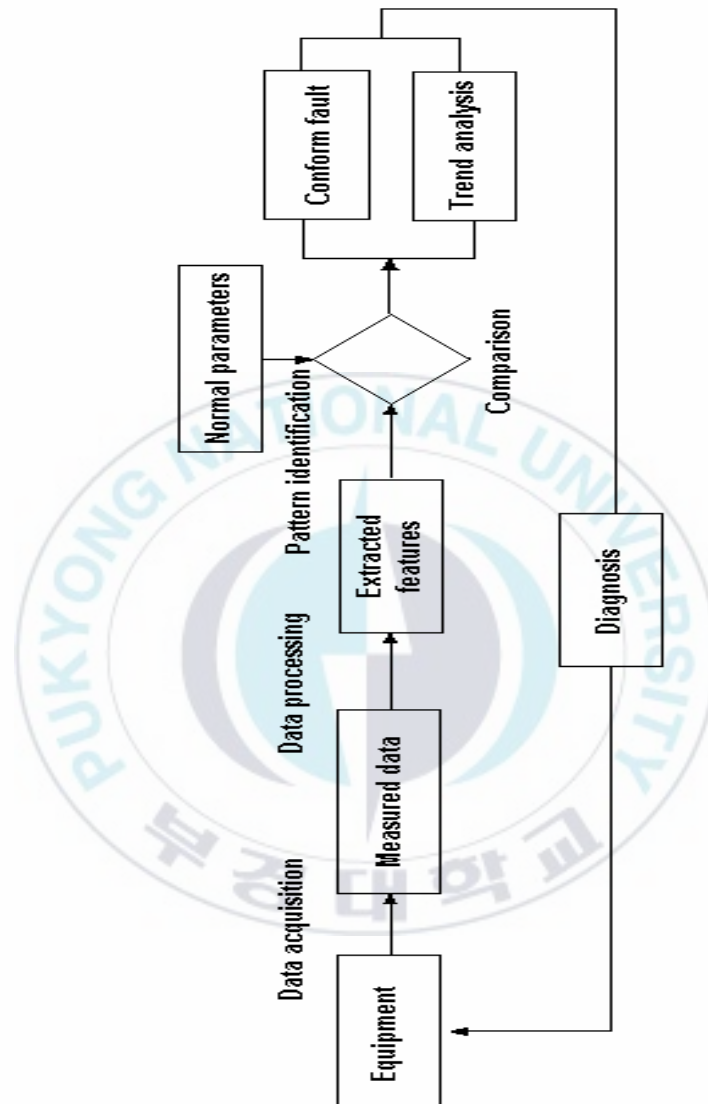 Equipment
Data acquisition
Measured data
Data processing
Extracted
features
Pattern identification
Normal parameters
Comparison
Conform fault
Trend analysis
Diagnosis
PUKYONG NATIONAL UNIVERSITY
부경대학교